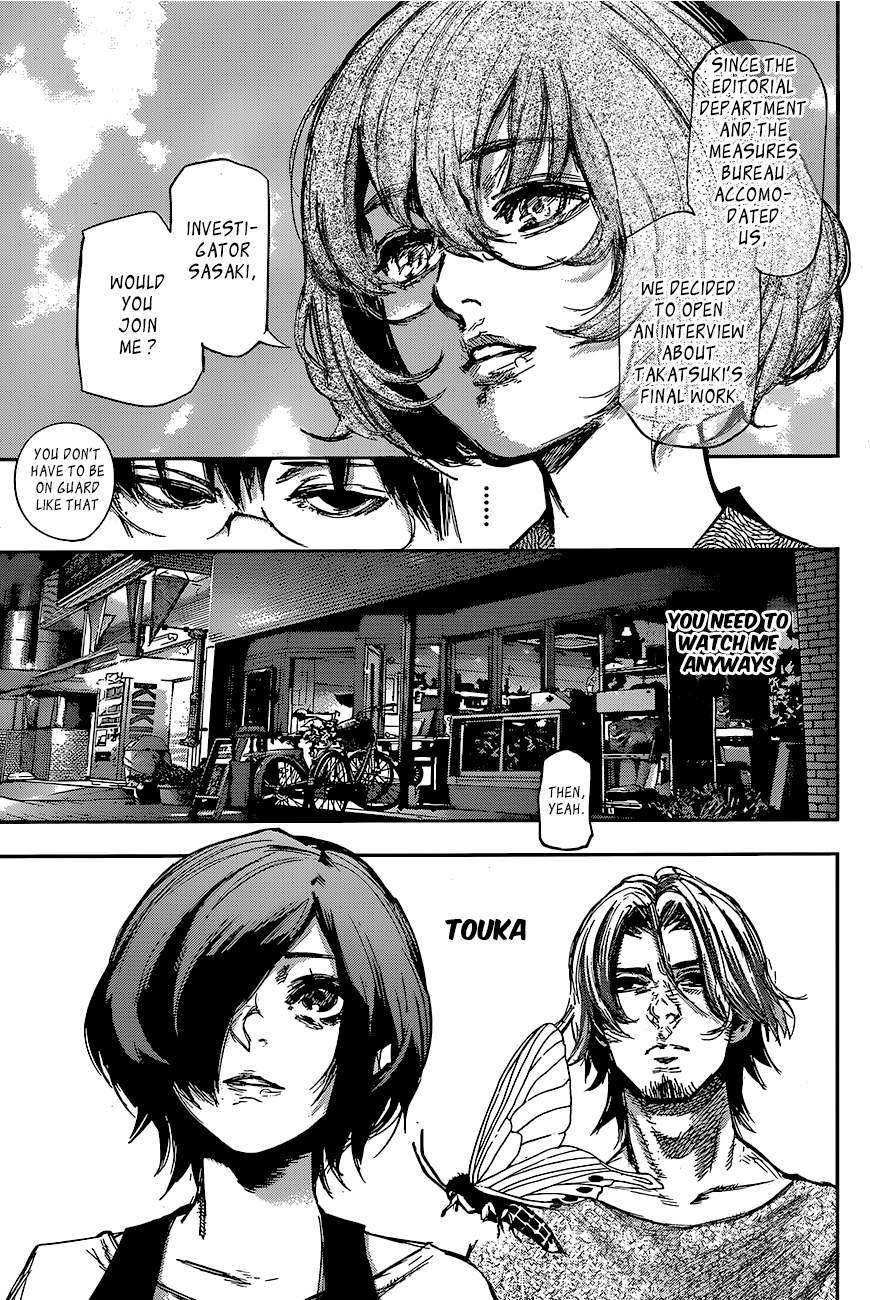 SINCE THE
EDITORIAL
DEPARTMENT
AND THE
MEASURES
BUREAU
ACCOMO-
DATED
US,
WE DECIDED
TO OPEN
AN INTERVIEW
ABOUT
TAKATSUKI'S
FINAL WORK
INVESTI-
GATOR
SASAKI,
WOULD
YOU
JOIN
ME?
YOU DON'T
HAVE TO BE
ON GUARD
LIKE THAT
......
YOU NEED TO
WATCH ME
ANYWAYS
KIK
THEN,
YEAH.
TOUKA